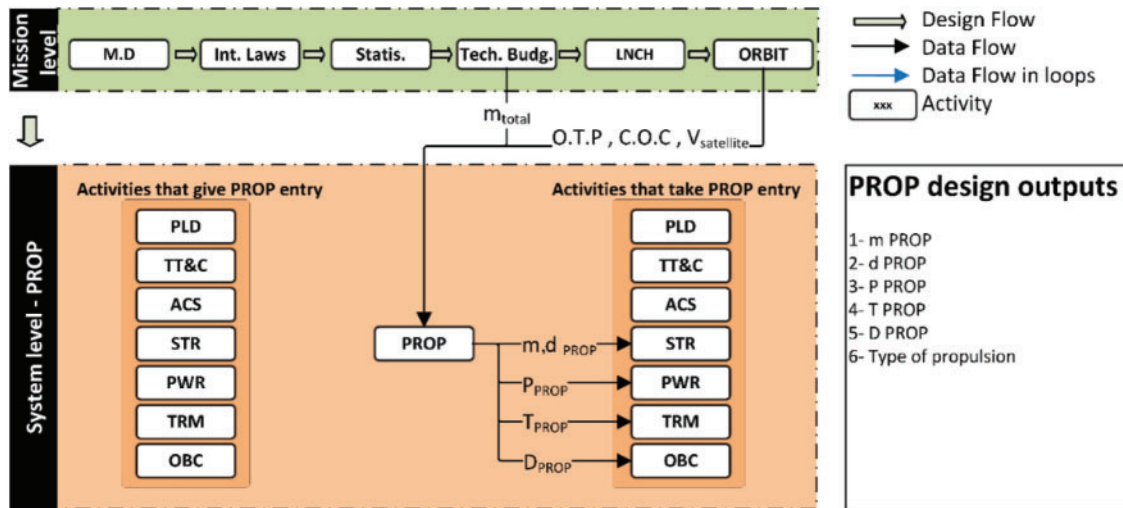 Mission level
M.D
Int. Laws
Statis.
Tech. Budg.
LNCH
ORBIT
Design Flow
Data Flow
Data Flow in loops
xxx
Activity
m_total
O.T.P , C.O.C , V_satellite
System level - PROP
Activities that give PROP entry
PLD
TT&C
ACS
STR
PWR
TRM
OBC
PROP
m,d PROP
P_PROP
T_PROP
D_PROP
Activities that take PROP entry
PLD
TT&C
ACS
STR
PWR
TRM
OBC
PROP design outputs
1- m PROP
2- d PROP
3- P PROP
4- T PROP
5- D PROP
6- Type of propulsion